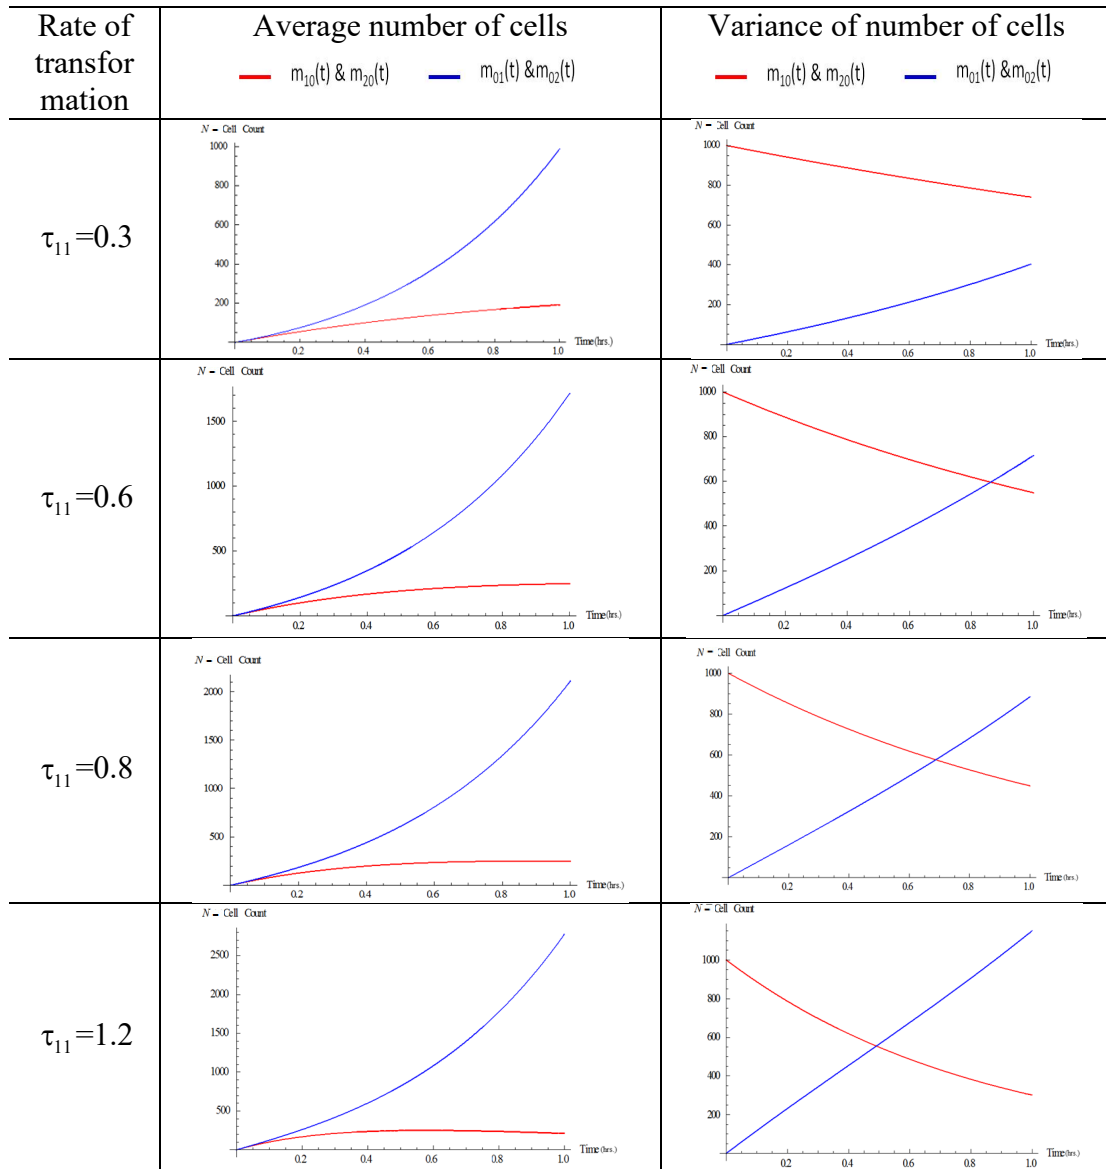 Rate of
transfor
mation
Average number of cells
m10(t) & m20(t)
m01(t) &m02(t)
Variance of number of cells
m10(t) & m20(t)
m01(t) &m02(t)
τ11=0.3
N = Cell Count
1000
800
600
400
200
0.2 0.4 0.6 0.8 1.0
Time(hrs.)
N = Cell Count
1000
800
600
400
200
0.2 0.4 0.6 0.8 1.0
Time(hrs.)
τ11=0.6
N = Cell Count
1500
1000
500
0.2 0.4 0.6 0.8 1.0
Time(hrs.)
N = Cell Count
1000
800
600
400
200
0.2 0.4 0.6 0.8 1.0
Time(hrs.)
τ11=0.8
N = Cell Count
2000
1500
1000
500
0.2 0.4 0.6 0.8 1.0
Time(hrs.)
N = Cell Count
1000
800
600
400
200
0.2 0.4 0.6 0.8 1.0
Time(hrs.)
τ11=1.2
N = Cell Count
2500
2000
1500
1000
500
0.2 0.4 0.6 0.8 1.0
Time(hrs.)
N = Cell Count
1000
800
600
400
200
0.2 0.4 0.6 0.8 1.0
Time(hrs.)